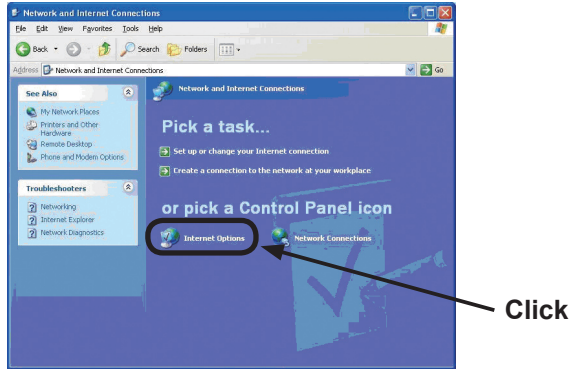 Network and Internet Connections
File Edit View Favorites Tools Help
Back Search Folders
Address Network and Internet Connections Go
See Also
My Network Places
Printers and Other
Hardware
Remote Desktop
Phone and Modem Options
Troubleshooters
Networking
Internet Explorer
Network Diagnostics
Network and Internet Connections
Pick a task...
Set up or change your Internet connection
Create a connection to the network at your workplace
or pick a Control Panel icon
Internet Options Network Connections
Click